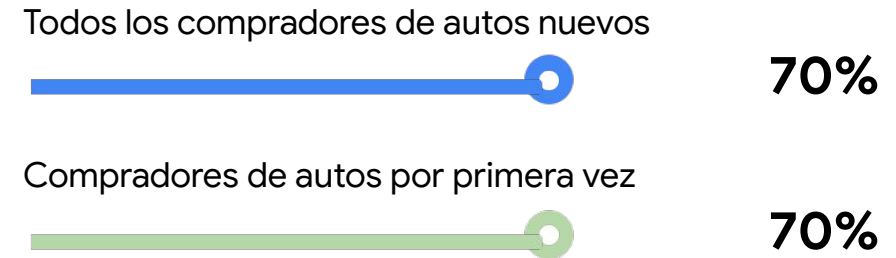 Todos los compradores de autos nuevos
70%
Compradores de autos por primera vez
70%